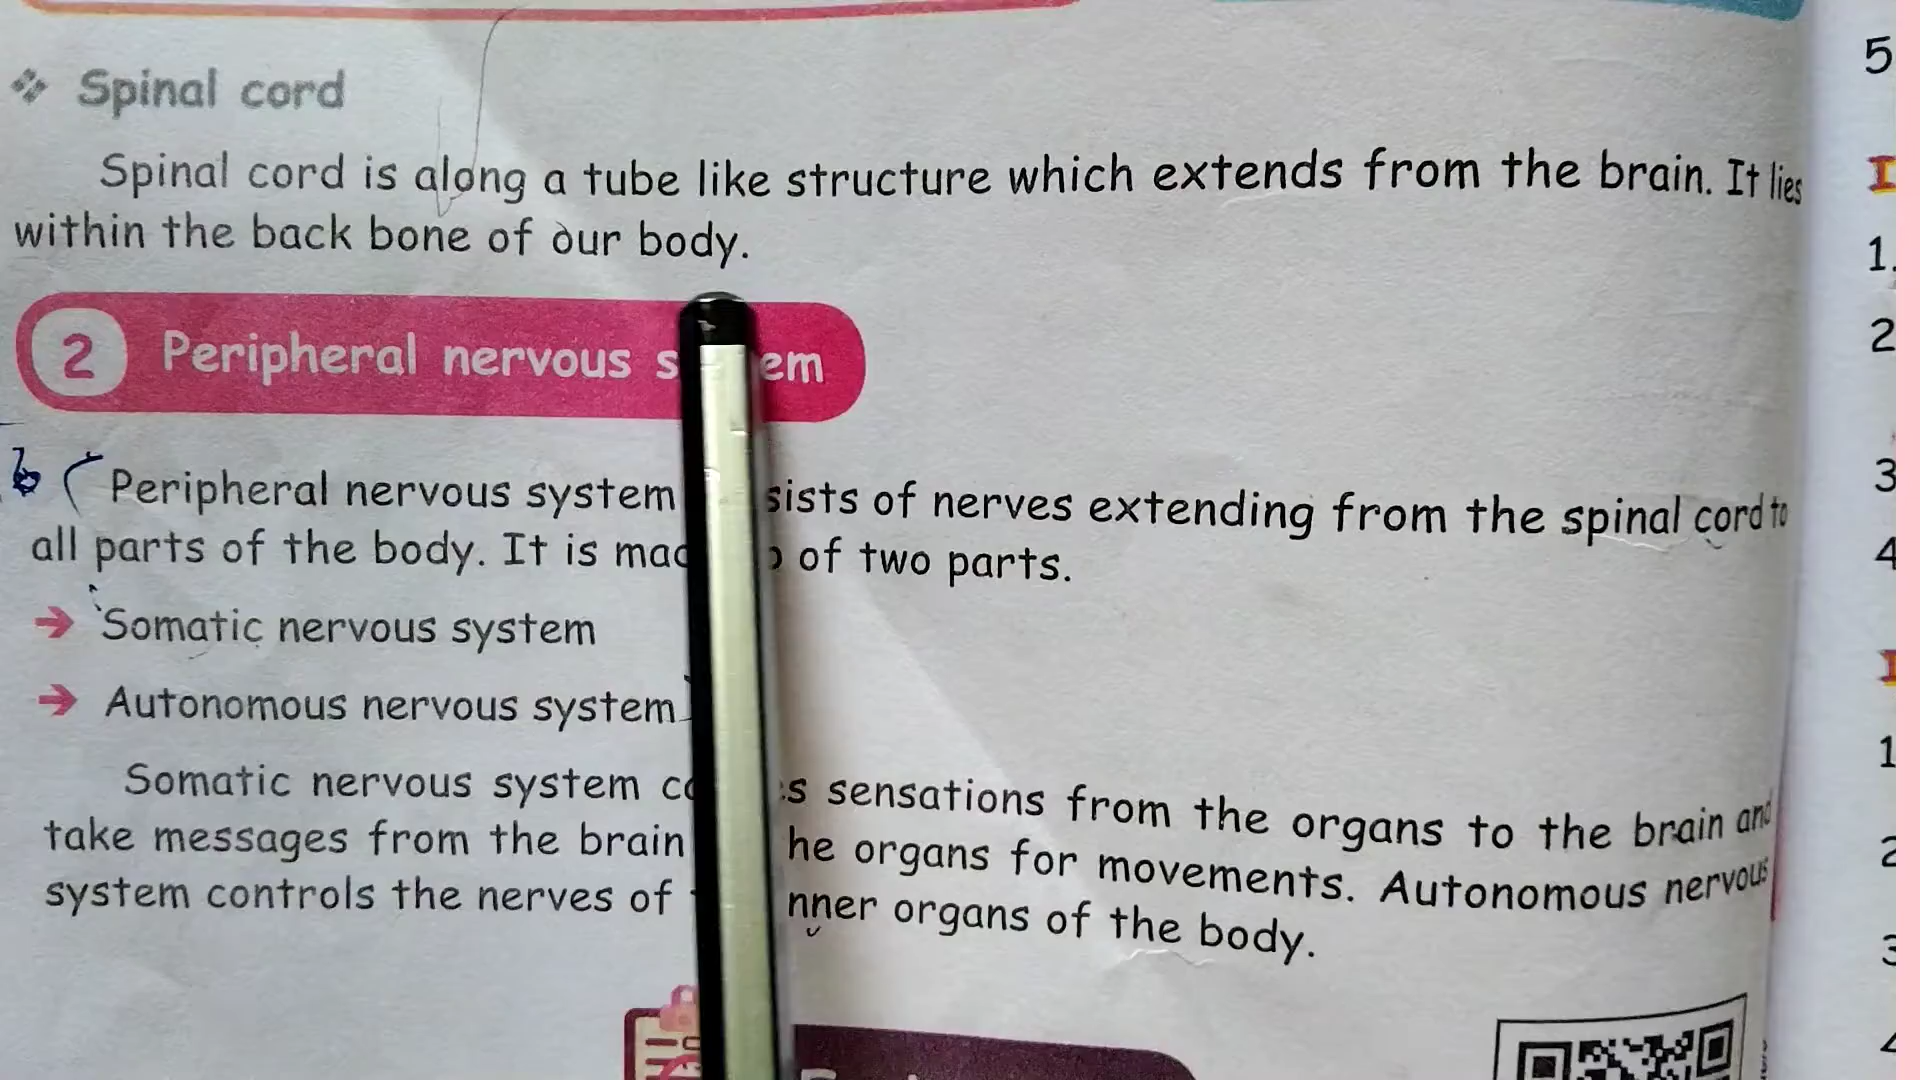 Spinal cord
Spinal cord is along a tube like structure which extends from the brain. It lies
within the back bone of our body.
2 Peripheral nervous s em
Peripheral nervous system sists of nerves extending from the spinal cord to
all parts of the body. It is mad of two parts.
→ Somatic nervous system
→ Autonomous nervous system
Somatic nervous system s sensations from the organs to the brain and
take messages from the brain he organs for movements. Autonomous nervous
system controls the nerves of nner organs of the body.
5
I
1.
2
3
4
I
1
2
3